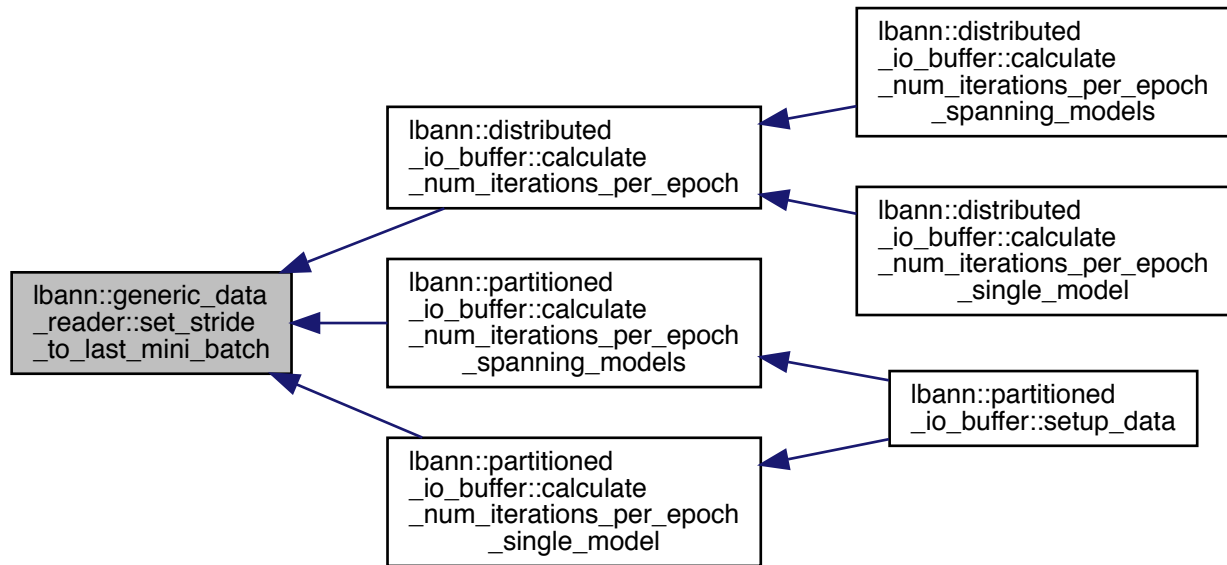 lbann::distributed
_io_buffer::calculate
_num_iterations_per_epoch
_spanning_models
lbann::distributed
_io_buffer::calculate
_num_iterations_per_epoch
lbann::distributed
_io_buffer::calculate
_num_iterations_per_epoch
_single_model
lbann::generic_data
_reader::set_stride
_to_last_mini_batch
lbann::partitioned
_io_buffer::calculate
_num_iterations_per_epoch
_spanning_models
lbann::partitioned
_io_buffer::setup_data
lbann::partitioned
_io_buffer::calculate
_num_iterations_per_epoch
_single_model